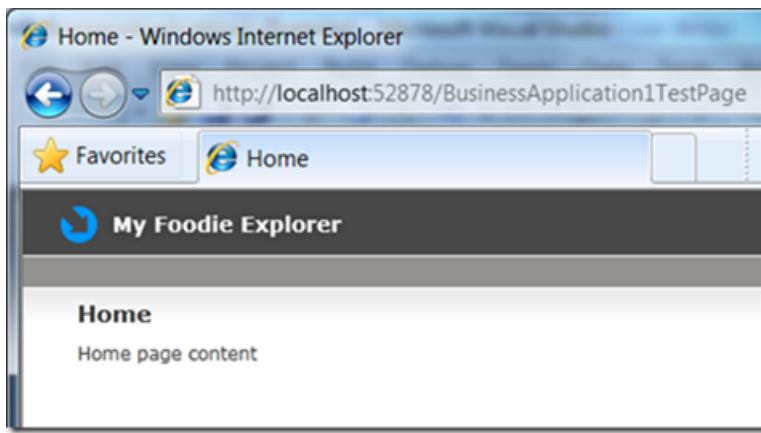 Home - Windows Internet Explorer
http://localhost:52878/BusinessApplication1TestPage
Favorites
Home
My Foodie Explorer
Home
Home page content